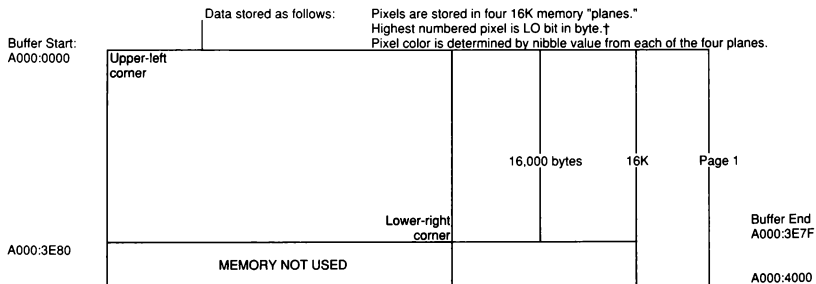 Data stored as follows: Pixels are stored in four 16K memory "planes."
Highest numbered pixel is LO bit in byte.†
Pixel color is determined by nibble value from each of the four planes.
Buffer Start:
A000:0000
Upper-left
corner
16,000 bytes 16K Page 1
Lower-right
corner
Buffer End
A000:3E7F
A000:3E80
MEMORY NOT USED
A000:4000